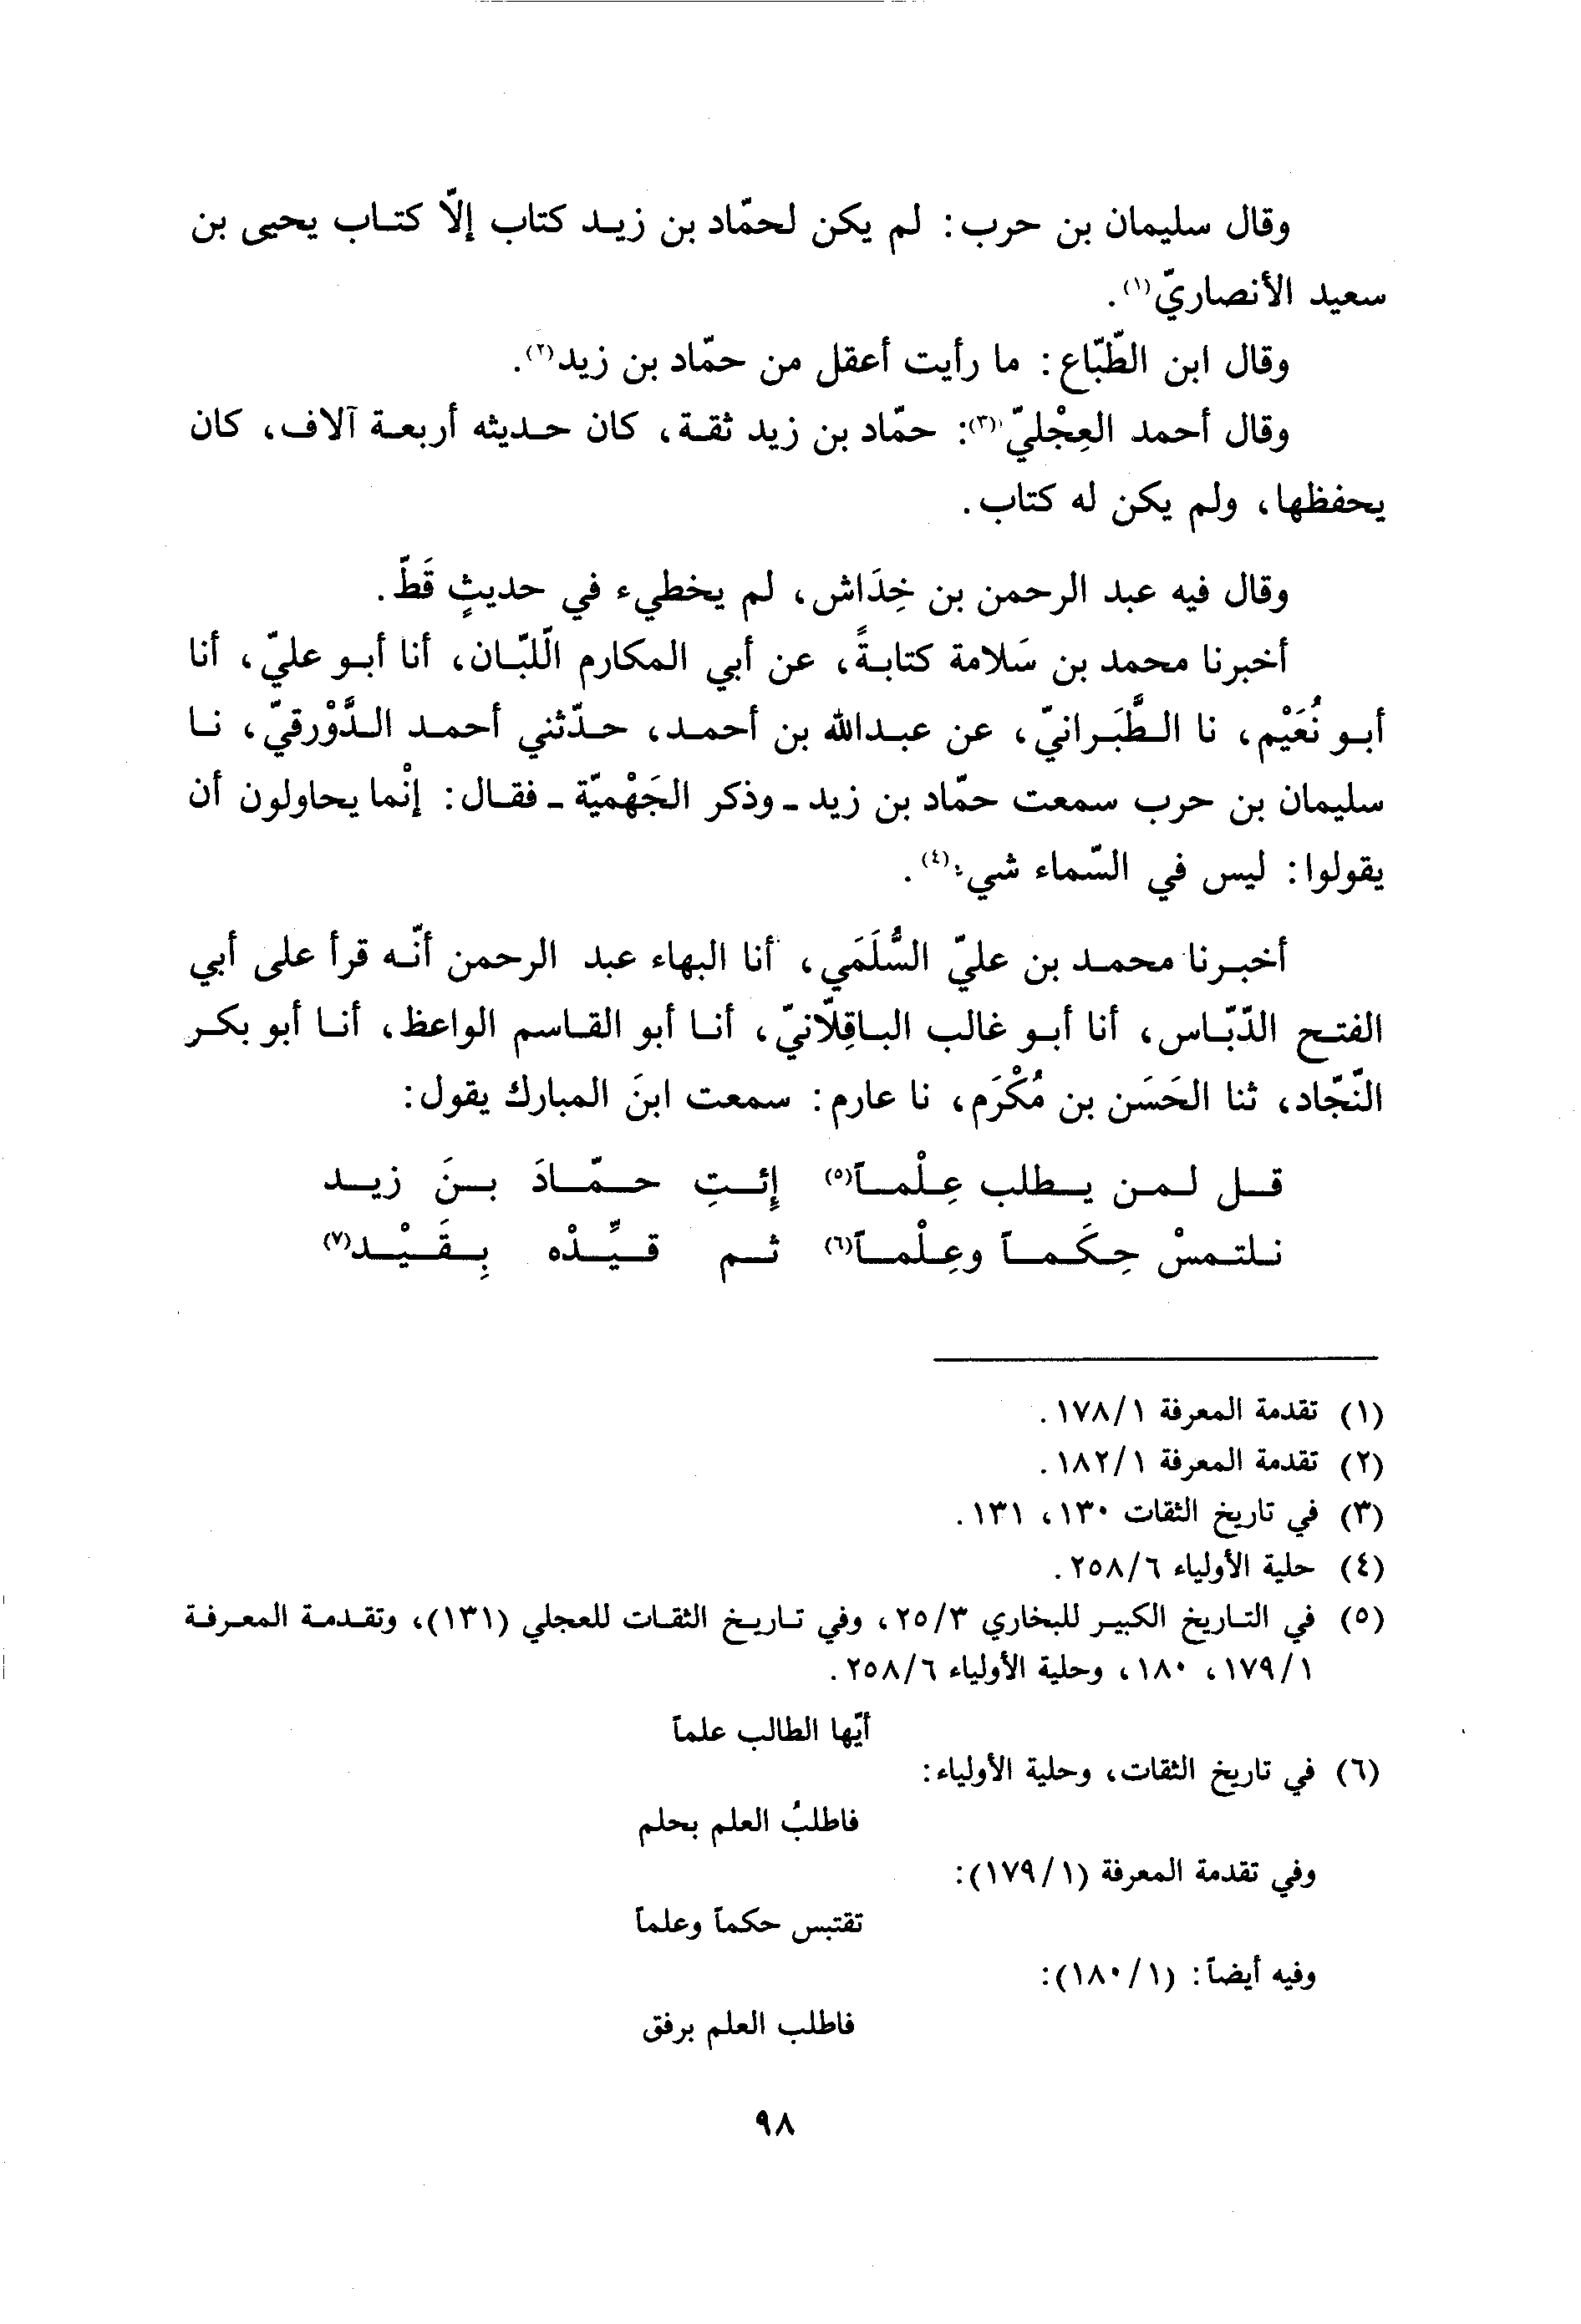 وقال سليمان بن حرب: لم يكن لحمّاد بن زيد كتاب إلّا كتاب يحيى بن
سعيد الأنصاريّ(١).
وقال ابن الطّبّاع: ما رأيت أعقل من حمّاد بن زيد(٢).
وقال أحمد العِجْليّ(٣): حمّاد بن زيد ثقة، كان حديثه أربعة آلاف، كان
يحفظها، ولم يكن له كتاب.
وقال فيه عبد الرحمن بن خِدَاش، لم يخطيء في حديثٍ قَطّ.
أخبرنا محمد بن سَلامة كتابةً، عن أبي المكارم اللّبّان، أنا أبو عليّ، أنا
أبو نُعَيْم، نا الطَّبَرانيّ، عن عبدالله بن أحمد، حدّثني أحمد الدَّوْرقيّ، نا
سليمان بن حرب سمعت حمّاد بن زيد ـ وذكر الجَهْميّة ـ فقال: إنْما يحاولون أن
يقولوا: ليس في السّماء شيء(٤).
أخبرنا محمد بن عليّ السُّلَمَي، أنا البهاء عبد الرحمن أنّه قرأ على أبي
الفتح الدّبّاس، أنا أبو غالب الباقِلّانيّ، أنا أبو القاسم الواعظ، أنا أبو بكر
النّجّاد، ثنا الحَسَن بن مُكْرَم، نا عارم: سمعت ابنَ المبارك يقول:
قل لمن يطلب عِلْماً(٥) إِئتِ حمّادَ بنَ زيد
نلتمسْ حِكَماً وعِلْماً(٦) ثم قيِّدْه بِقَيْد(٧)
(١) تقدمة المعرفة ١/١٧٨.
(٢) تقدمة المعرفة ١/١٨٢.
(٣) في تاريخ الثقات ١٣٠، ١٣١.
(٤) حلية الأولياء ٦/٢٥٨.
(٥) في التاريخ الكبير للبخاري ٣/٢٥، وفي تاريخ الثقات للعجلي (١٣١)، وتقدمة المعرفة
١/١٧٩، ١٨٠، وحلية الأولياء ٦/٢٥٨.
أيّها الطالب علماً
(٦) في تاريخ الثقات، وحلية الأولياء:
فاطلبُ العلم بحلم
وفي تقدمة المعرفة (١/١٧٩):
تقتبس حكماً وعلماً
وفيه أيضاً: (١/١٨٠):
فاطلب العلم برفق
٩٨